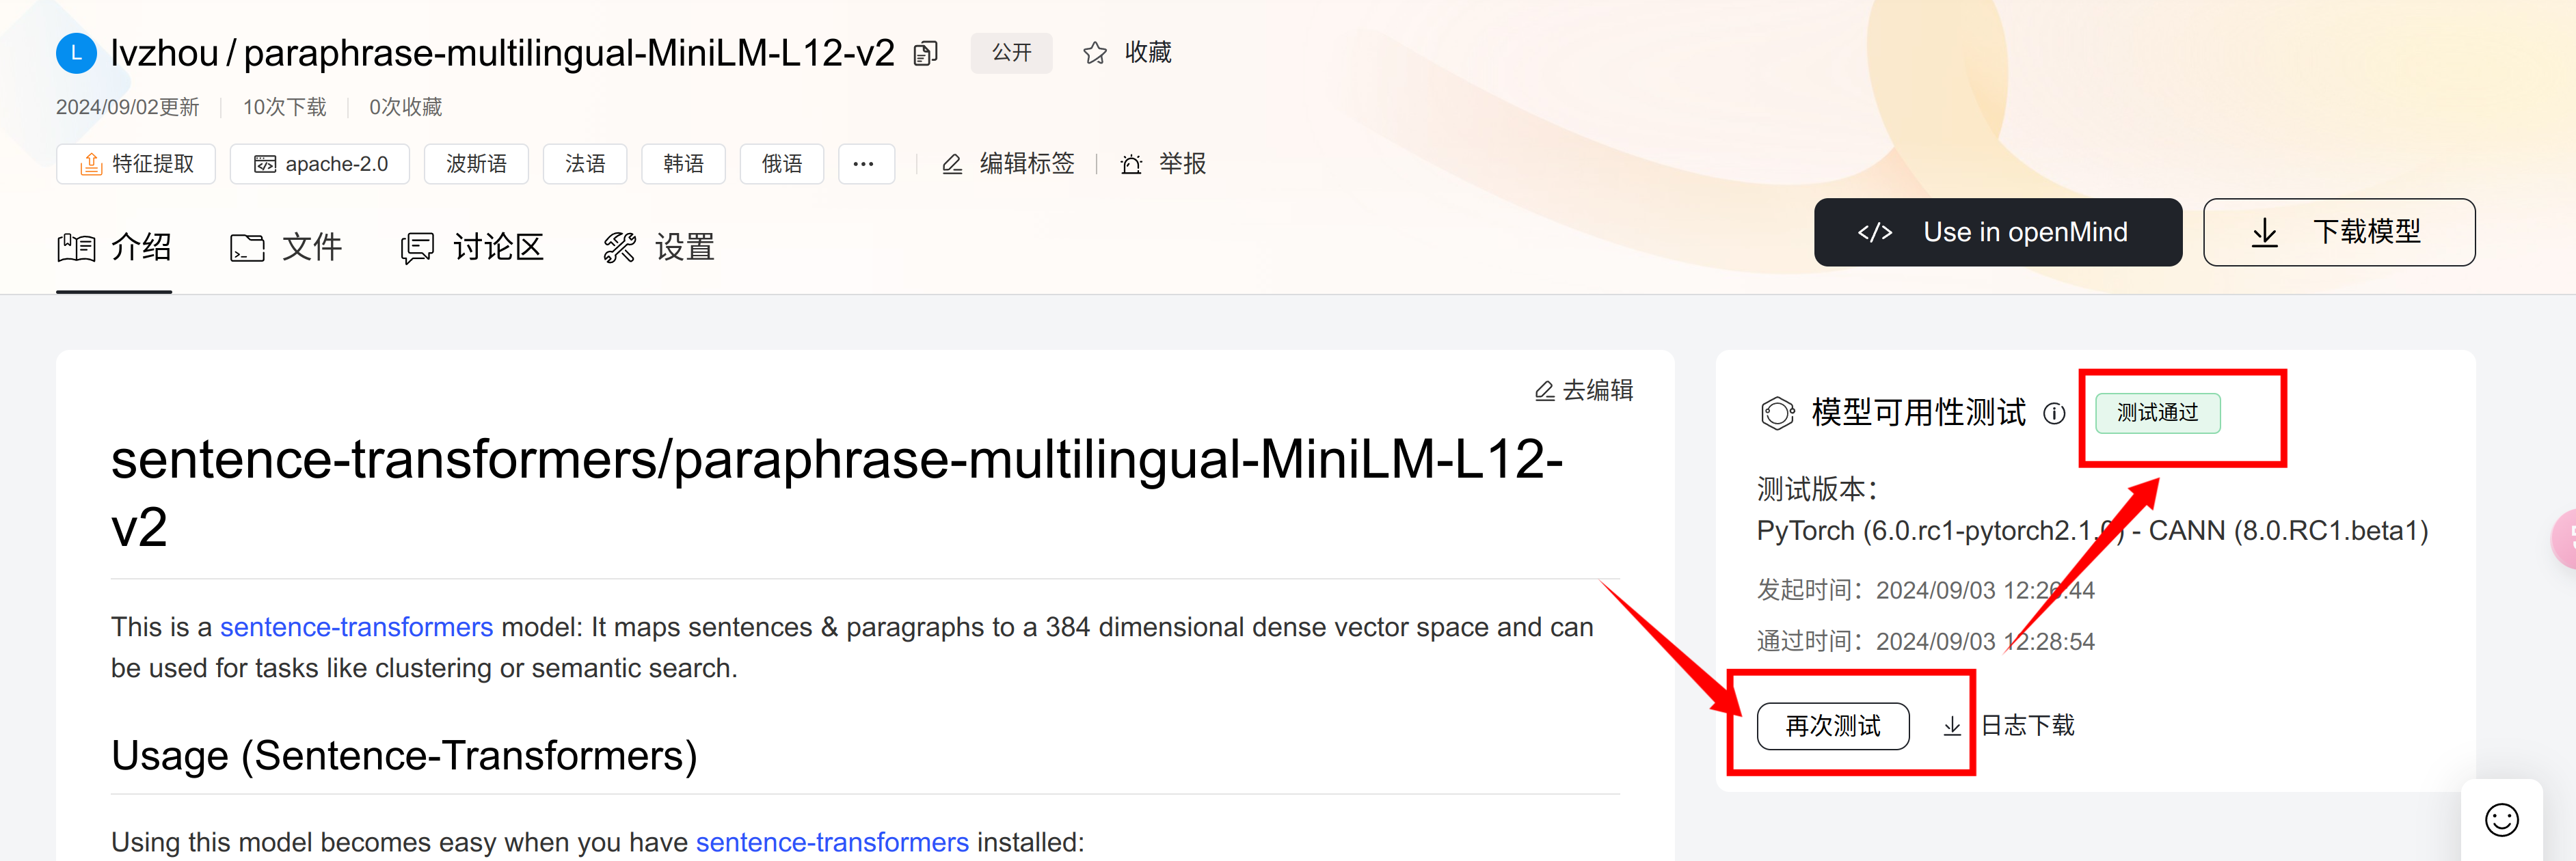 L lvzhou / paraphrase-multilingual-MiniLM-L12-v2 公开 收藏
2024/09/02更新 10次下载 0次收藏
特征提取 apache-2.0 波斯语 法语 韩语 俄语 ··· 编辑标签 举报
介绍 文件 讨论区 设置
</> Use in openMind 下载模型
去编辑
sentence-transformers/paraphrase-multilingual-MiniLM-L12-
v2
This is a sentence-transformers model: It maps sentences & paragraphs to a 384 dimensional dense vector space and can
be used for tasks like clustering or semantic search.
Usage (Sentence-Transformers)
Using this model becomes easy when you have sentence-transformers installed:
模型可用性测试 测试通过
测试版本：
PyTorch (6.0.rc1-pytorch2.1.0) - CANN (8.0.RC1.beta1)
发起时间：2024/09/03 12:26:44
通过时间：2024/09/03 12:28:54
再次测试 日志下载